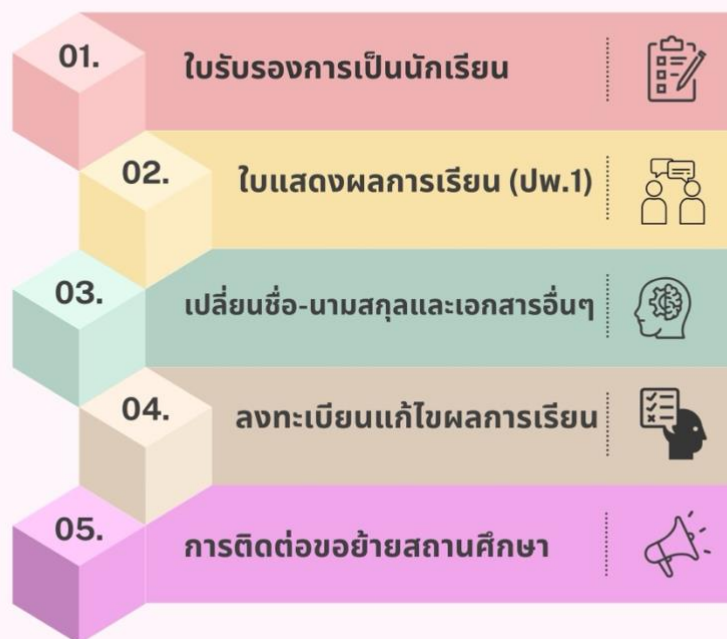 01.
ใบรับรองการเป็นนักเรียน
02.
ใบแสดงผลการเรียน (ปพ.1)
03.
เปลี่ยนชื่อ-นามสกุลและเอกสารอื่นๆ
04.
ลงทะเบียนแก้ไขผลการเรียน
05.
การติดต่อขอย้ายสถานศึกษา